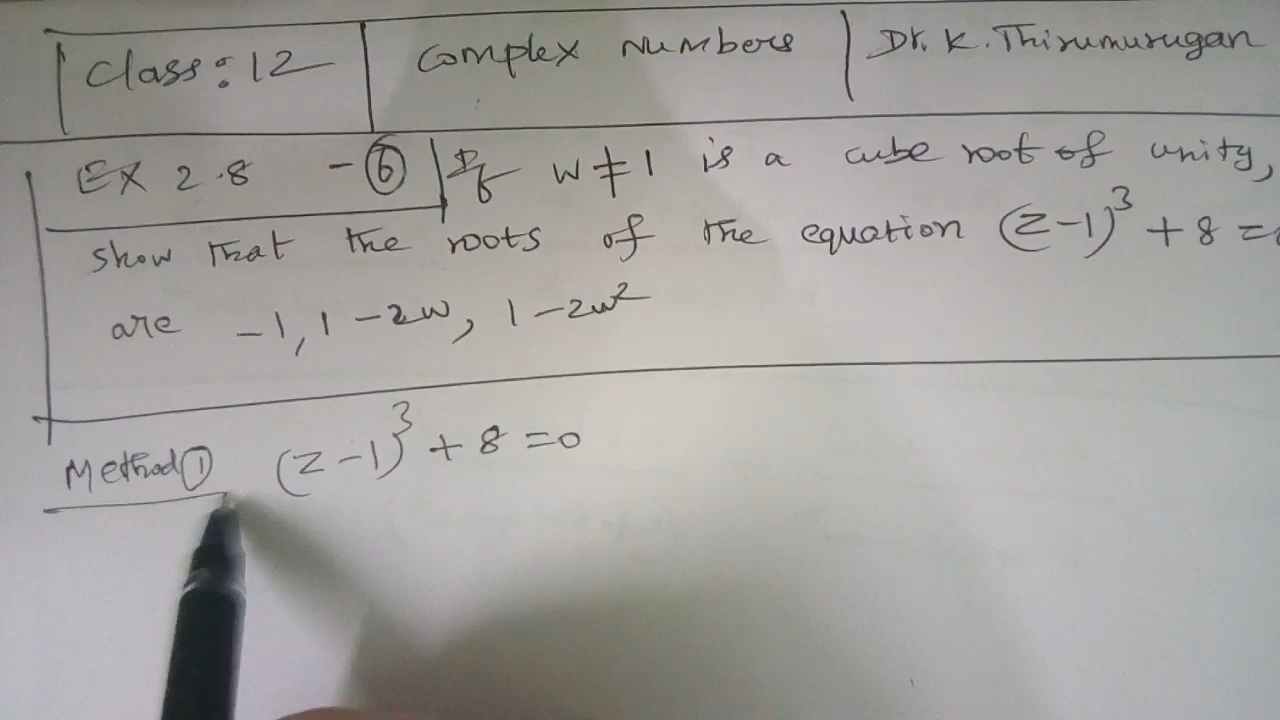 Class: 12 Complex Numbers Dr. K. Thirumurugan
EX 2.8 - ⑥ If w ≠ 1 is a cube root of unity,
show that the roots of the equation (z-1)³ + 8 =
are -1, 1-2w, 1-2w²
Method ① (z-1)³ + 8 = 0